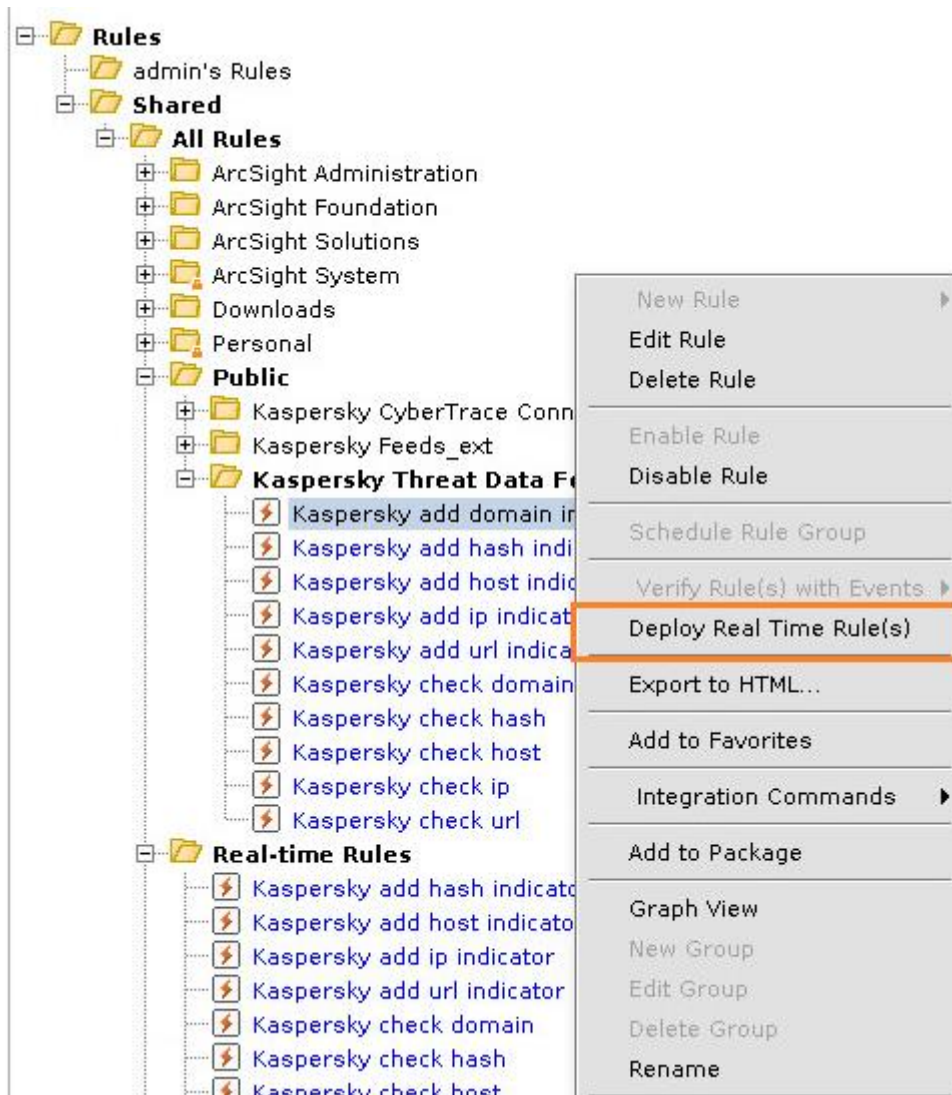 Rules
admin's Rules
Shared
All Rules
ArcSight Administration
ArcSight Foundation
ArcSight Solutions
ArcSight System
Downloads
Personal
Public
Kaspersky CyberTrace Conn
Kaspersky Feeds_ext
Kaspersky Threat Data
Kaspersky add domain
Kaspersky add hash indi
Kaspersky add host indic
Kaspersky add ip indicat
Kaspersky add url indica
Kaspersky check domain
Kaspersky check hash
Kaspersky check host
Kaspersky check ip
Kaspersky check url
Real-time Rules
Kaspersky add hash indicato
Kaspersky add host indicato
Kaspersky add ip indicator
Kaspersky add url indicator
Kaspersky check domain
Kaspersky check hash
Kaspersky check host
New Rule
Edit Rule
Delete Rule
Enable Rule
Disable Rule
Schedule Rule Group
Verify Rule(s) with Events
Deploy Real Time Rule(s)
Export to HTML...
Add to Favorites
Integration Commands
Add to Package
Graph View
New Group
Edit Group
Delete Group
Rename